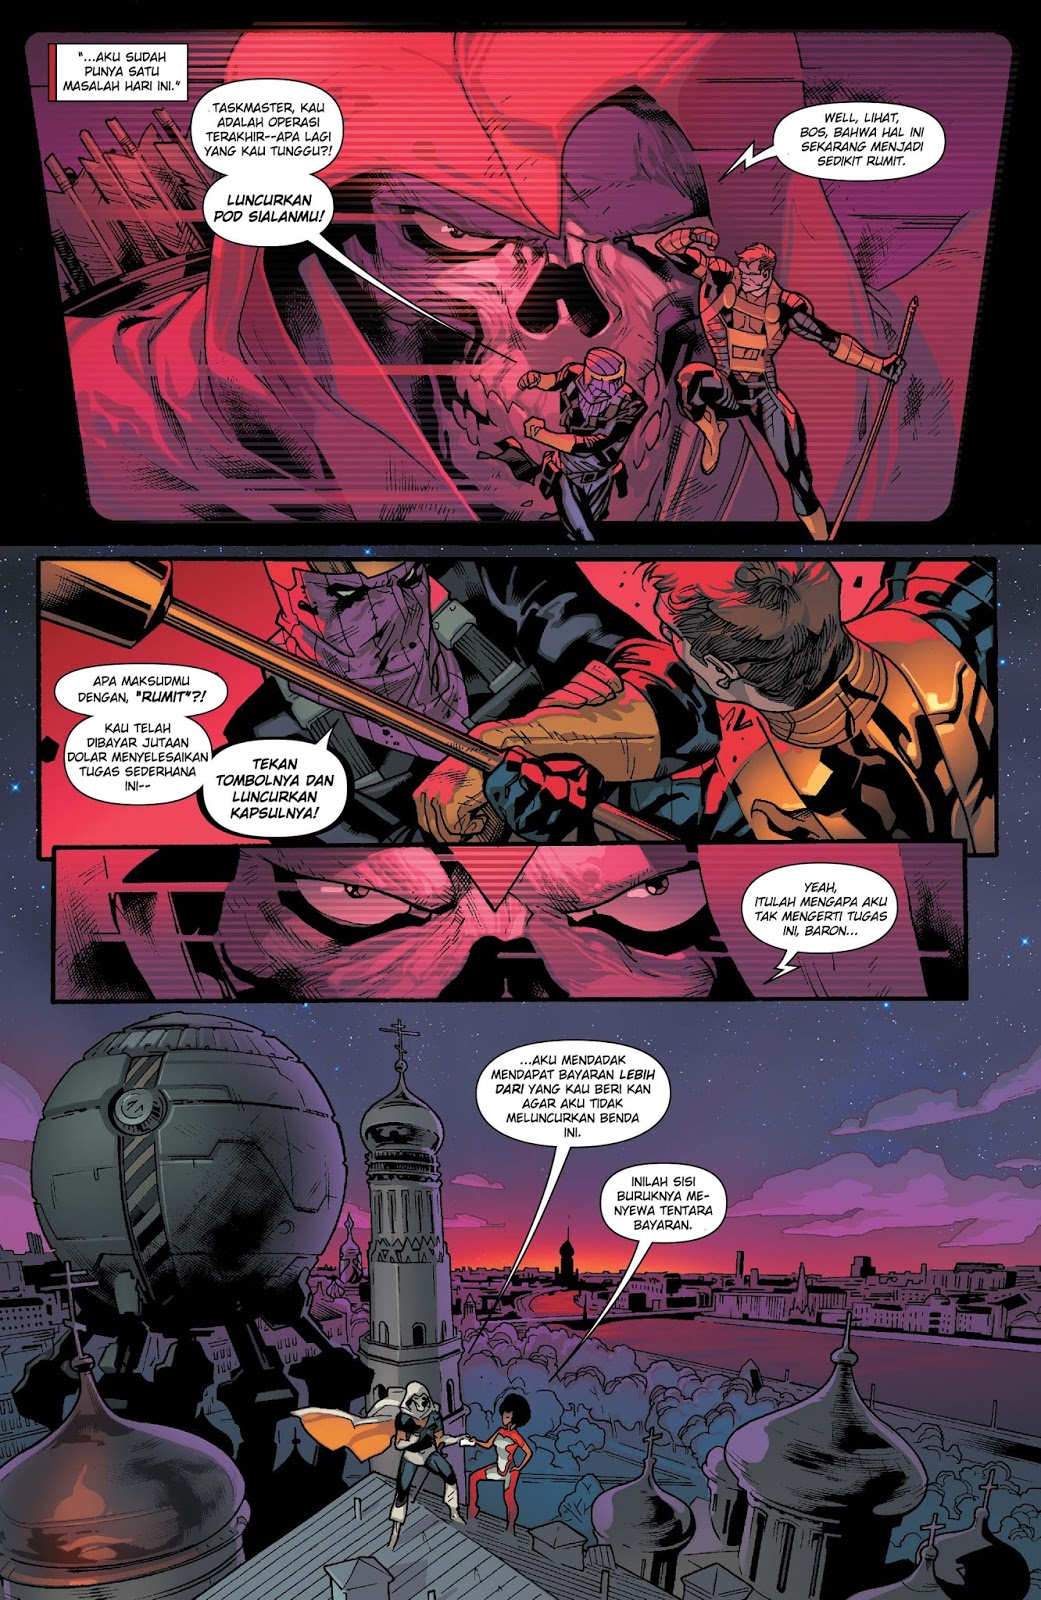 "...AKU SUDAH
PUNYA SATU
MASALAH HARI INI."
TASKMASTER, KAU
ADALAH OPERASI
TERAKHIR--APA LAGI
YANG KAU TUNGGU?!
LUNCURKAN
POD SIALANMU!
WELL, LIHAT,
BOS, BAHWA HAL INI
SEKARANG MENJADI
SEDIKIT RUMIT.
APA MAKSUDMU
DENGAN, "RUMIT"?!
KAU TELAH
DIBAYAR JUTAAN
DOLAR MENYELESAIKAN
TUGAS SEDERHANA
INI--
TEKAN
TOMBOLNYA DAN
LUNCURKAN
KAPSULNYA!
YEAH,
ITULAH MENGAPA AKU
TAK MENGERTI TUGAS
INI, BARON...
...AKU MENDADAK
MENDAPAT BAYARAN LEBIH
DARI YANG KAU BERI KAN
AGAR AKU TIDAK
MELUNCURKAN BENDA
INI.
INILAH SISI
BURUKNYA ME-
NYEWA TENTARA
BAYARAN.